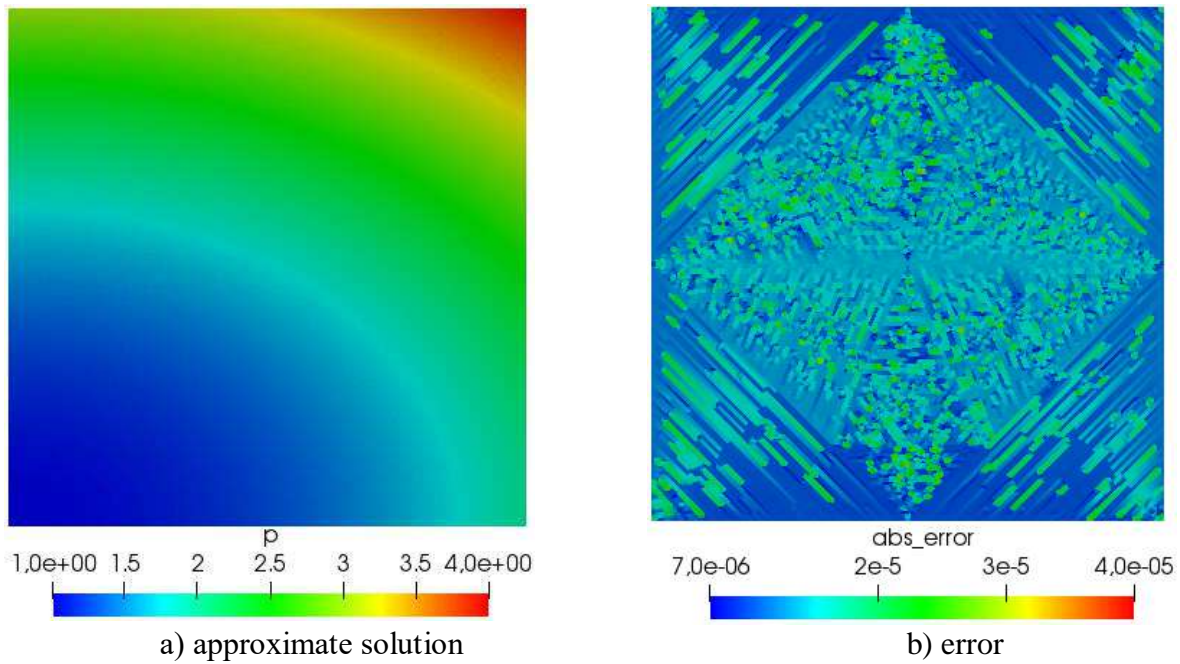 p
1,0e+00 1.5 2 2.5 3 3.5 4,0e+00
a) approximate solution
abs_error
7,0e-06 2e-5 3e-5 4,0e-05
b) error